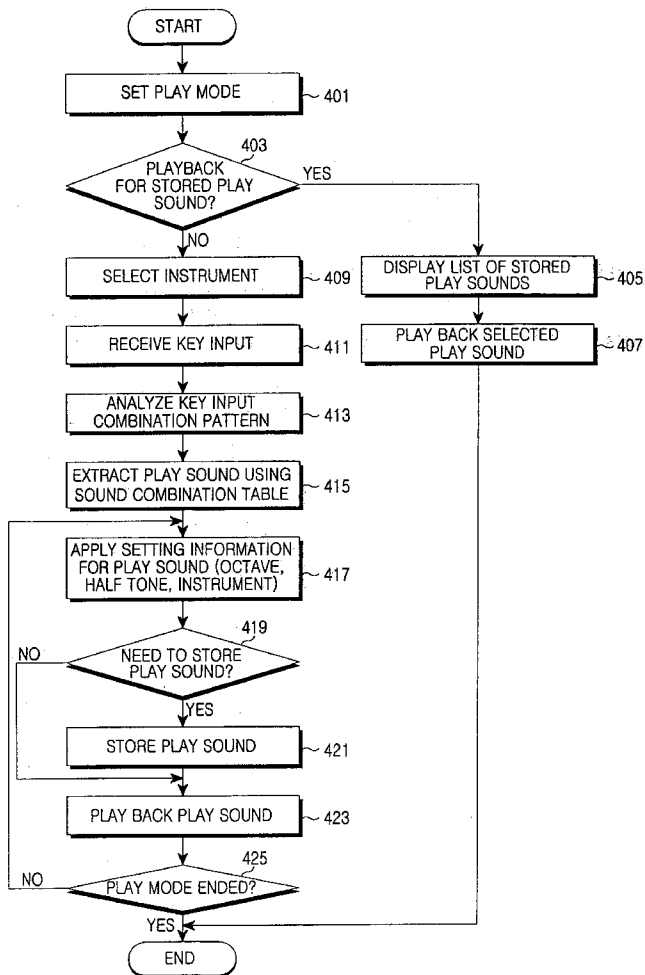 START
SET PLAY MODE
401
403
PLAYBACK
FOR STORED PLAY
SOUND?
YES
NO
SELECT INSTRUMENT
409
DISPLAY LIST OF STORED
PLAY SOUNDS
405
RECEIVE KEY INPUT
411
PLAY BACK SELECTED
PLAY SOUND
407
ANALYZE KEY INPUT
COMBINATION PATTERN
413
EXTRACT PLAY SOUND USING
SOUND COMBINATION TABLE
415
APPLY SETTING INFORMATION
FOR PLAY SOUND (OCTAVE,
HALF TONE, INSTRUMENT)
417
419
NO
NEED TO STORE
PLAY SOUND?
YES
STORE PLAY SOUND
421
PLAY BACK PLAY SOUND
423
425
NO
PLAY MODE ENDED?
YES
END